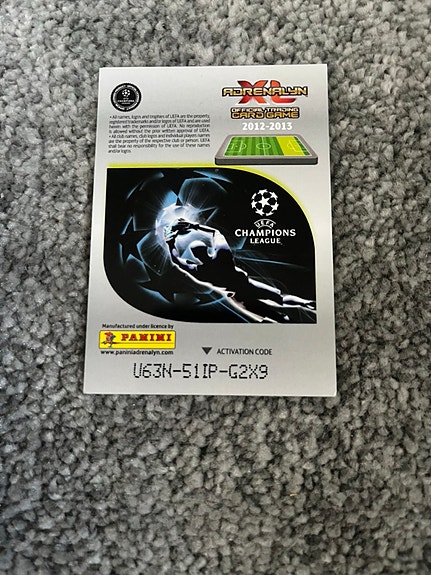 CHAMPIONS
LEAGUE
• All names, logos and trophies of UEFA are the property,
registered trademarks and/or logos of UEFA and are used
herein with the permission of UEFA. No reproduction
is allowed without the prior written approval of UEFA.
• All club names, club logos and individual players names
are the property of the respective club or person. UEFA
shall bear no responsibility for the use of these names
and/or logos.
ADRENALYN
XL
OFFICIAL TRADING
CARD GAME
2012-2013
UEFA
CHAMPIONS
LEAGUE
Manufactured under licence by
PANINI
www.paniniadrenalyn.com
ACTIVATION CODE
U63N-51IP-G2X9